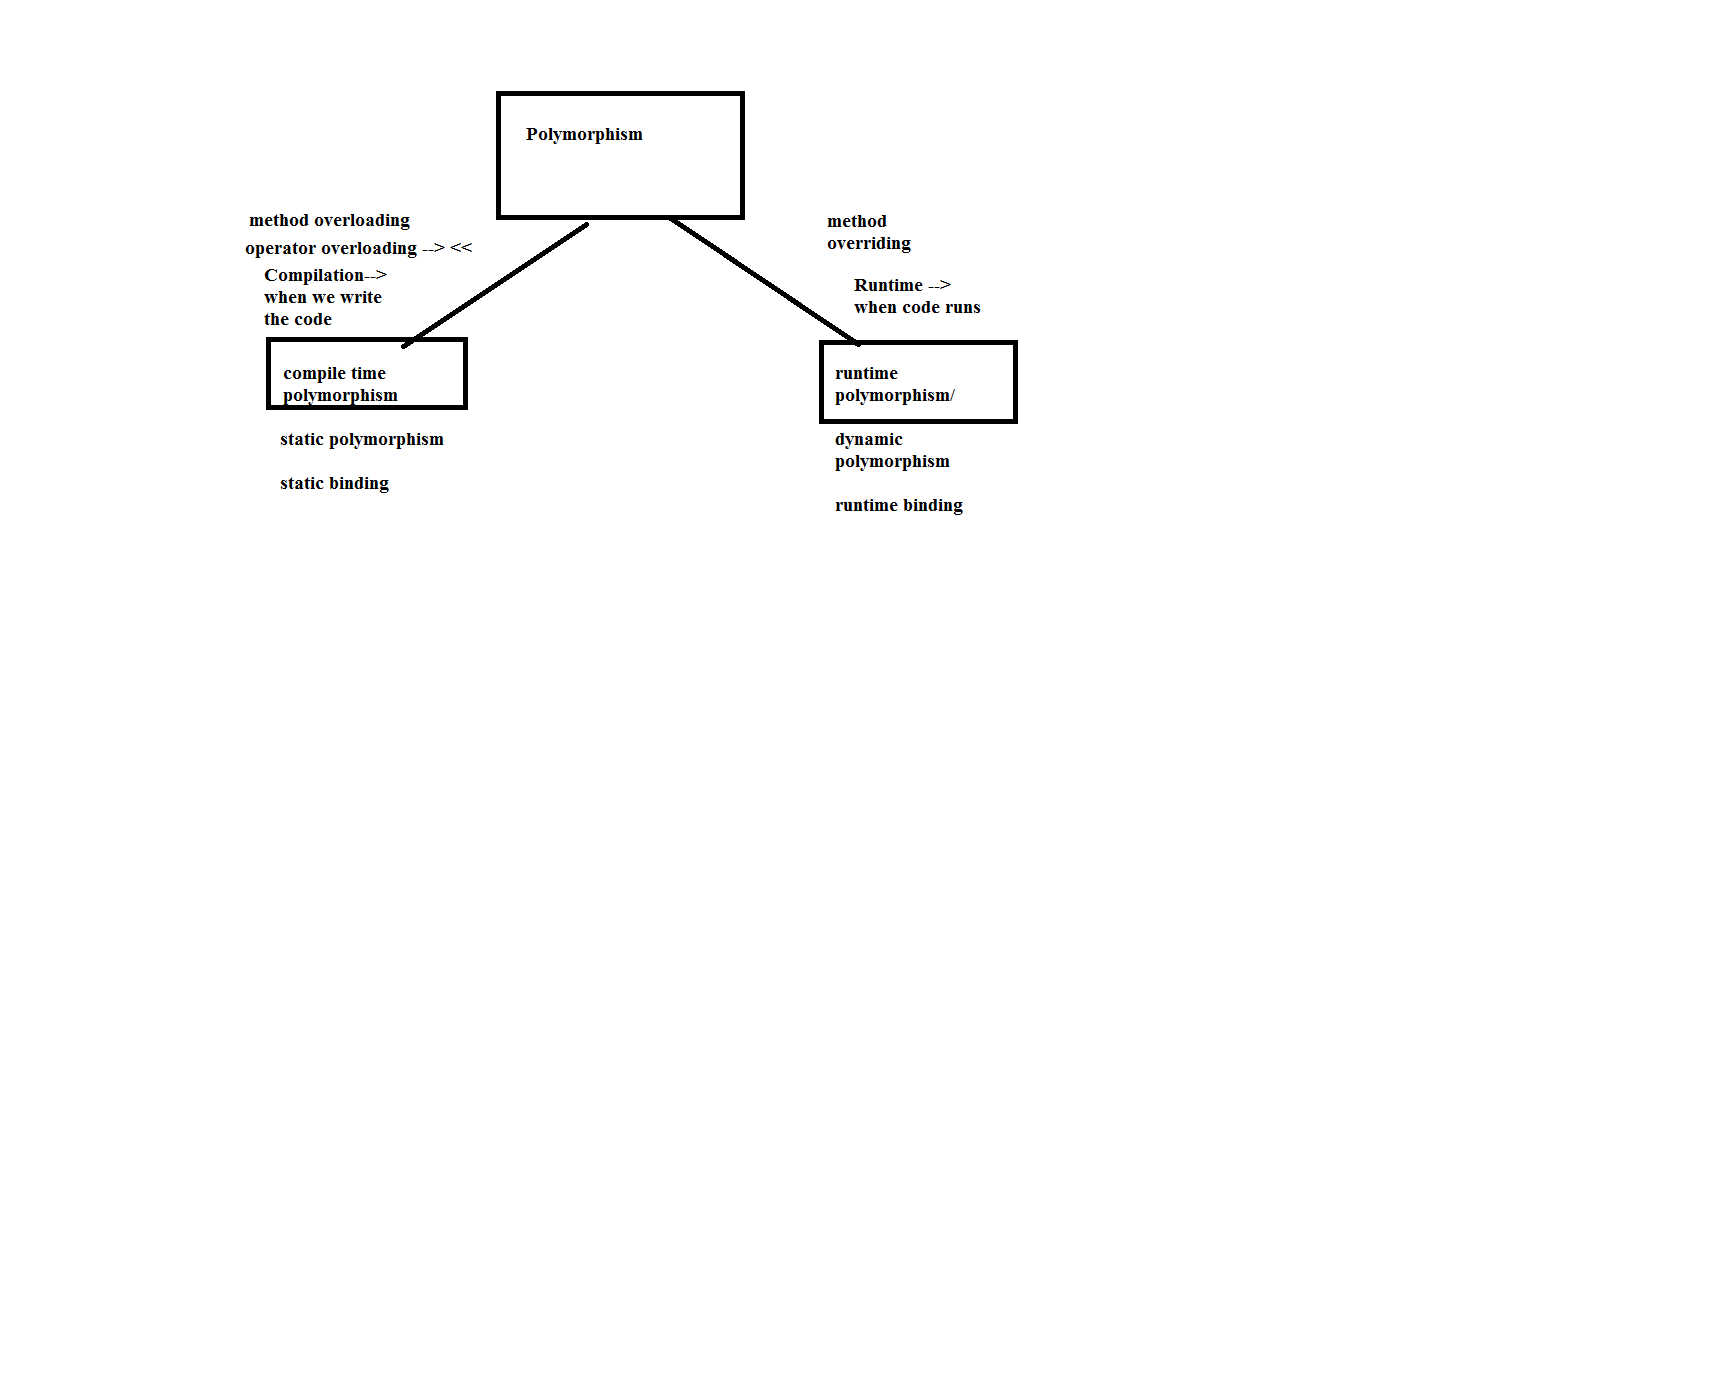 Polymorphism
method overloading
operator overloading --> <<
Compilation-->
when we write
the code
compile time
polymorphism
static polymorphism
static binding
method
overriding
Runtime -->
when code runs
runtime
polymorphism/
dynamic
polymorphism
runtime binding